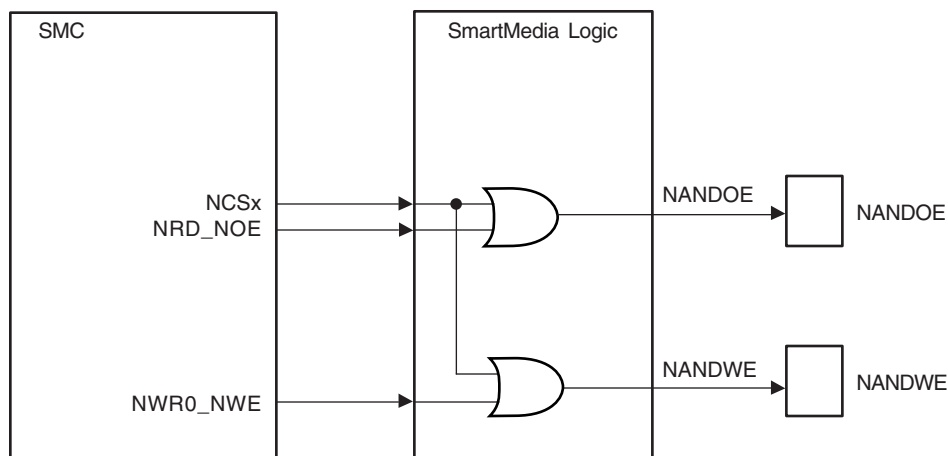 SMC
SmartMedia Logic
NCSx
NRD_NOE
NANDOE
NANDOE
NWR0_NWE
NANDWE
NANDWE